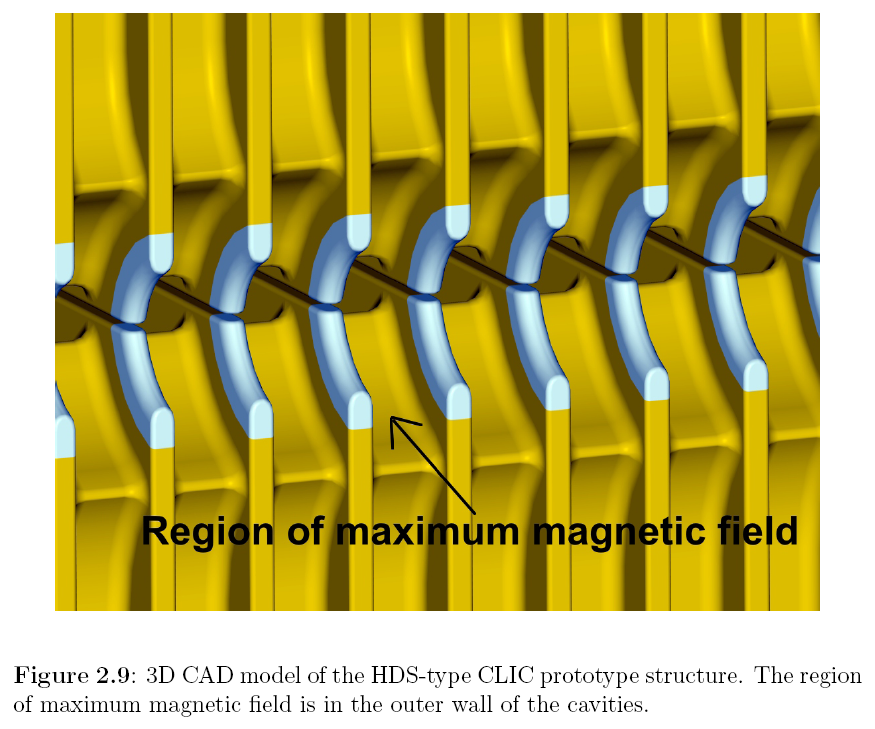 Region of maximum magnetic field
Figure 2.9: 3D CAD model of the HDS-type CLIC prototype structure. The region
of maximum magnetic field is in the outer wall of the cavities.